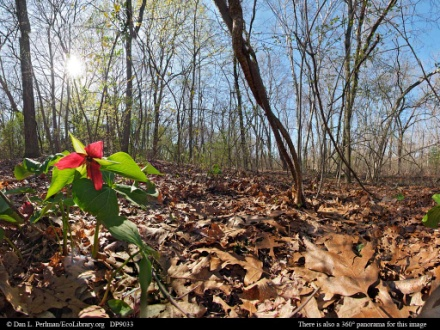 © Dan L. Perlman/EcoLibrary.org DP9033 There is also a 360° panorama for this image